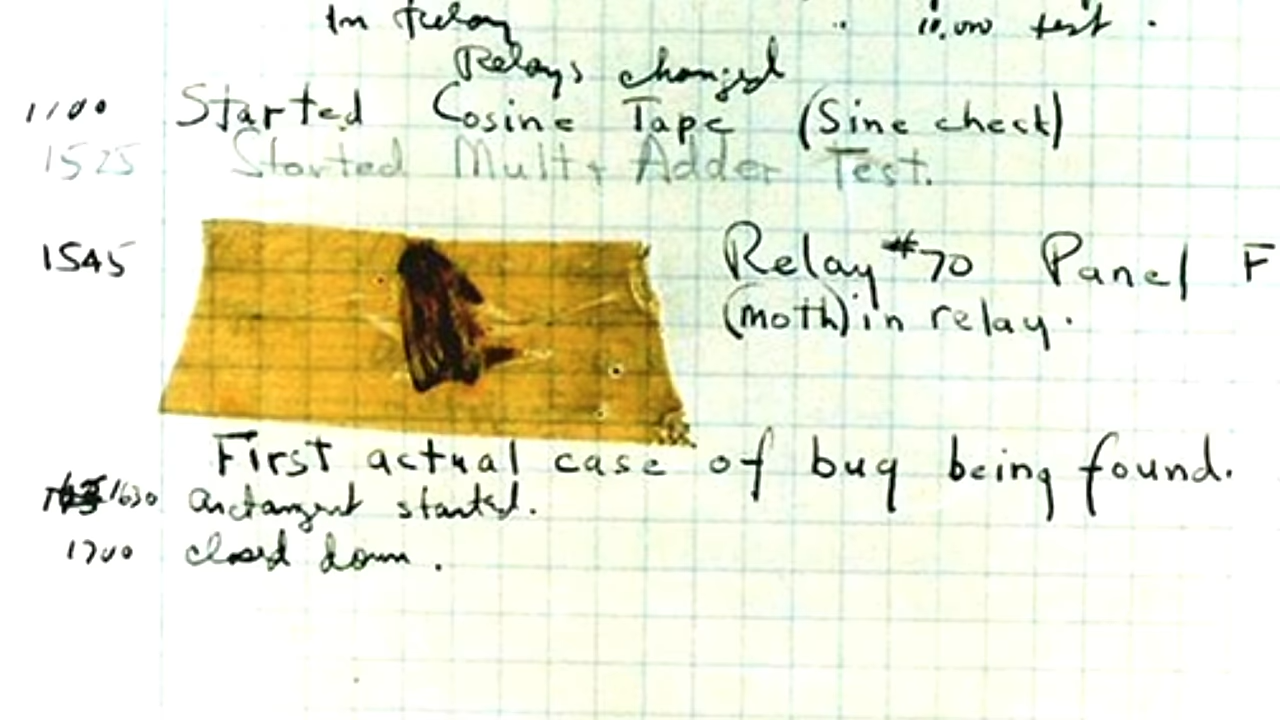 In Relay .. 11.000 test .
Relays changed
1100 Started Cosine Tape (Sine check)
1525 Started Mult + Adder Test.
1545 Relay #70 Panel F
(moth) in relay.
First actual case of bug being found.
1630 arctangent started.
1700 closed down .